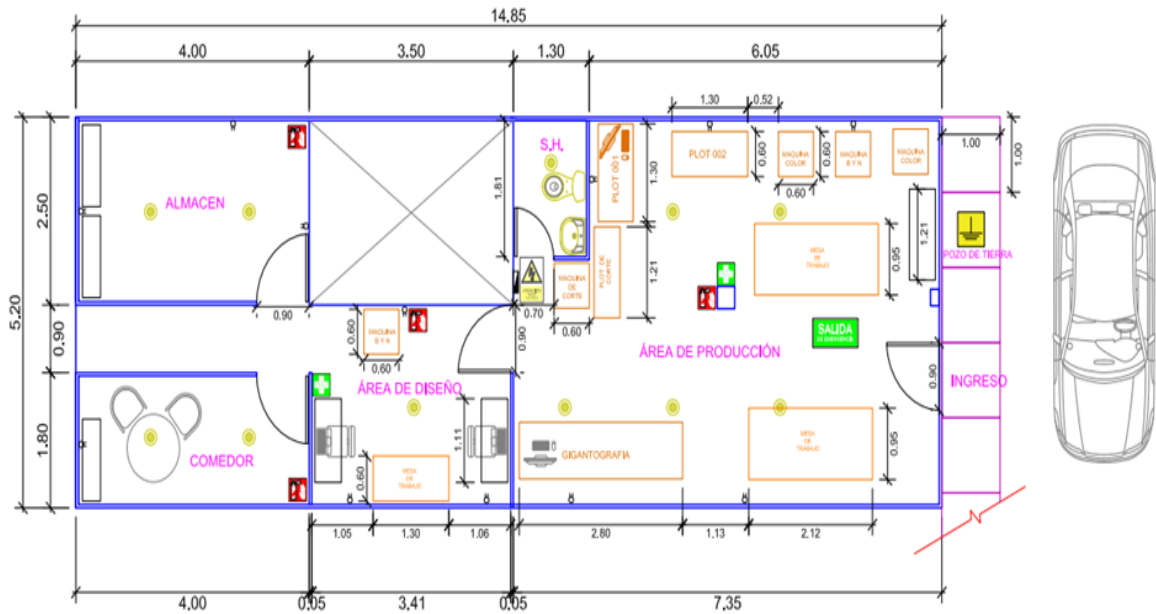 14.85
4.00
3.50
1.30
6.05
1.30
0.52
1.00
1.00
5.20
2.50
0.90
1.80
ALMACEN
0.90
1.81
S.H.
PLOT 001
1.30
PLOT 002
0.60
MAQUINA
COLOR
0.60
0.60
MAQUINA
B Y N
MAQUINA
COLOR
1.21
POZO DE TIERRA
MESA
DE
TRABAJO
0.95
PLOT DE
CORTE
1.21
MAQUINA
DE
CORTE
0.70
0.60
0.90
SALIDA
DE EMERGENCIA
ÁREA DE PRODUCCIÓN
0.90
INGRESO
0.60
MAQUINA
B Y N
0.60
ÁREA DE DISEÑO
COMEDOR
1.11
0.60
MESA
DE
TRABAJO
GIGANTOGRAFIA
MESA
DE
TRABAJO
0.95
N
1.05
1.30
1.06
2.80
1.13
2.12
4.00
0.05
3.41
0.05
7.35